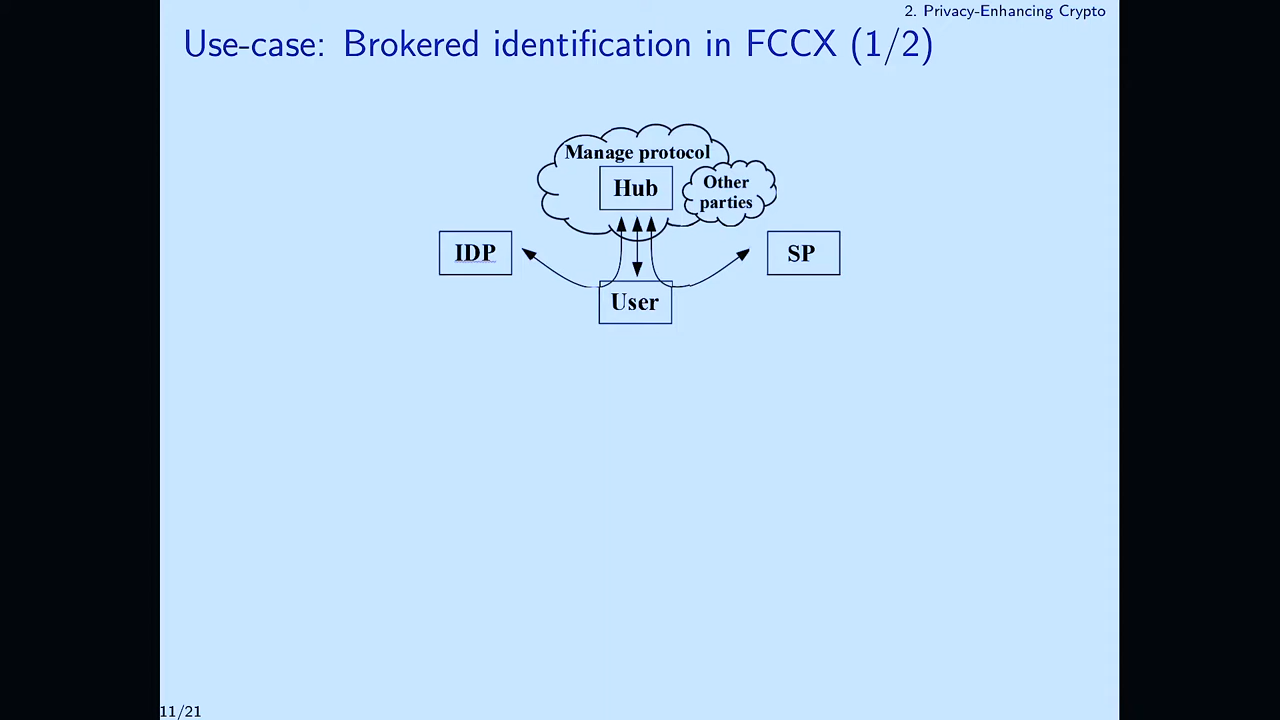 2. Privacy-Enhancing Crypto
Use-case: Brokered identification in FCCX (1/2)
Manage protocol
Hub
Other
parties
IDP
SP
User
11/21